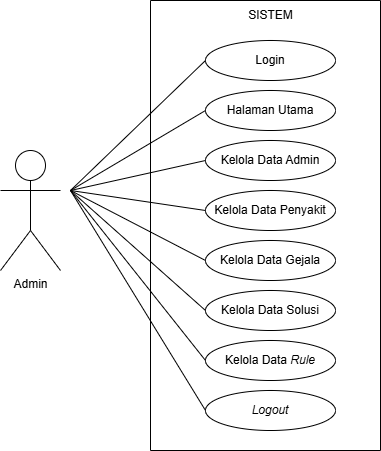 SISTEM
Login
Halaman Utama
Kelola Data Admin
Kelola Data Penyakit
Kelola Data Gejala
Admin
Kelola Data Solusi
Kelola Data Rule
Logout